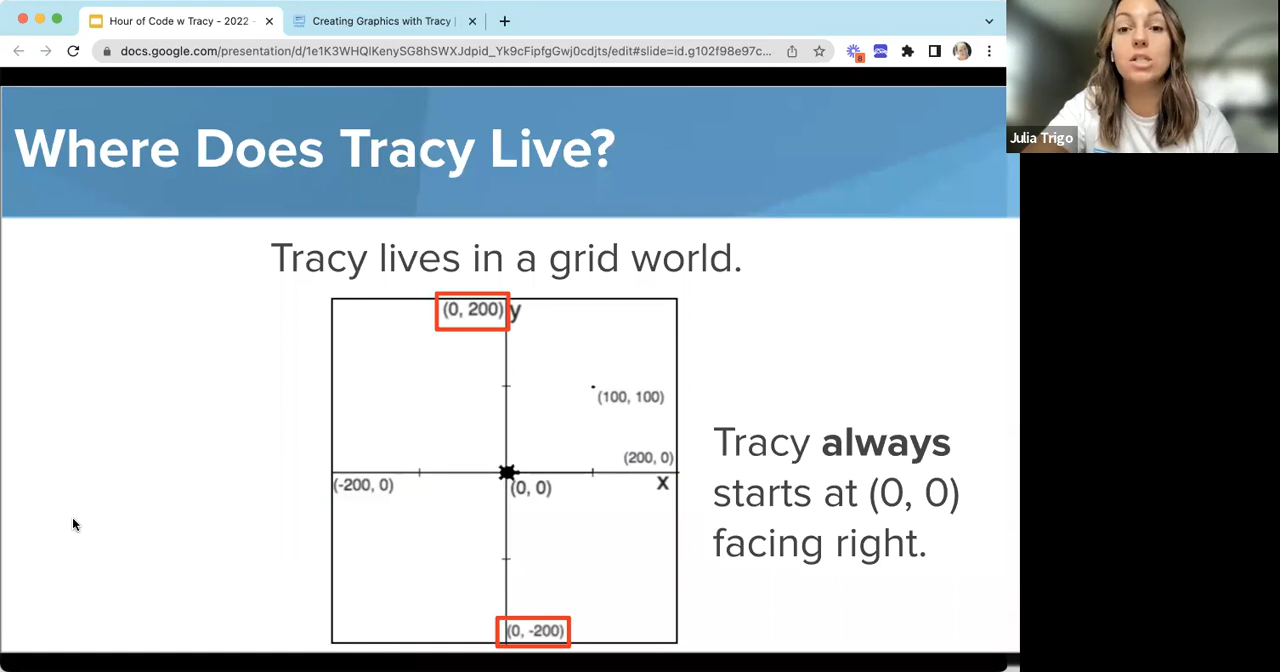 Hour of Code w Tracy - 2022 -
Creating Graphics with Tracy |
docs.google.com/presentation/d/1e1K3WHQIKenySG8hSWXJdpid_Yk9cFipfgGwj0cdjts/edit#slide=id.g102f98e97c...
8
Julia Trigo
Where Does Tracy Live?
Tracy lives in a grid world.
(0, 200) y
(100, 100)
(200, 0)
(-200, 0)
(0, 0)
x
(0, -200)
Tracy always
starts at (0, 0)
facing right.